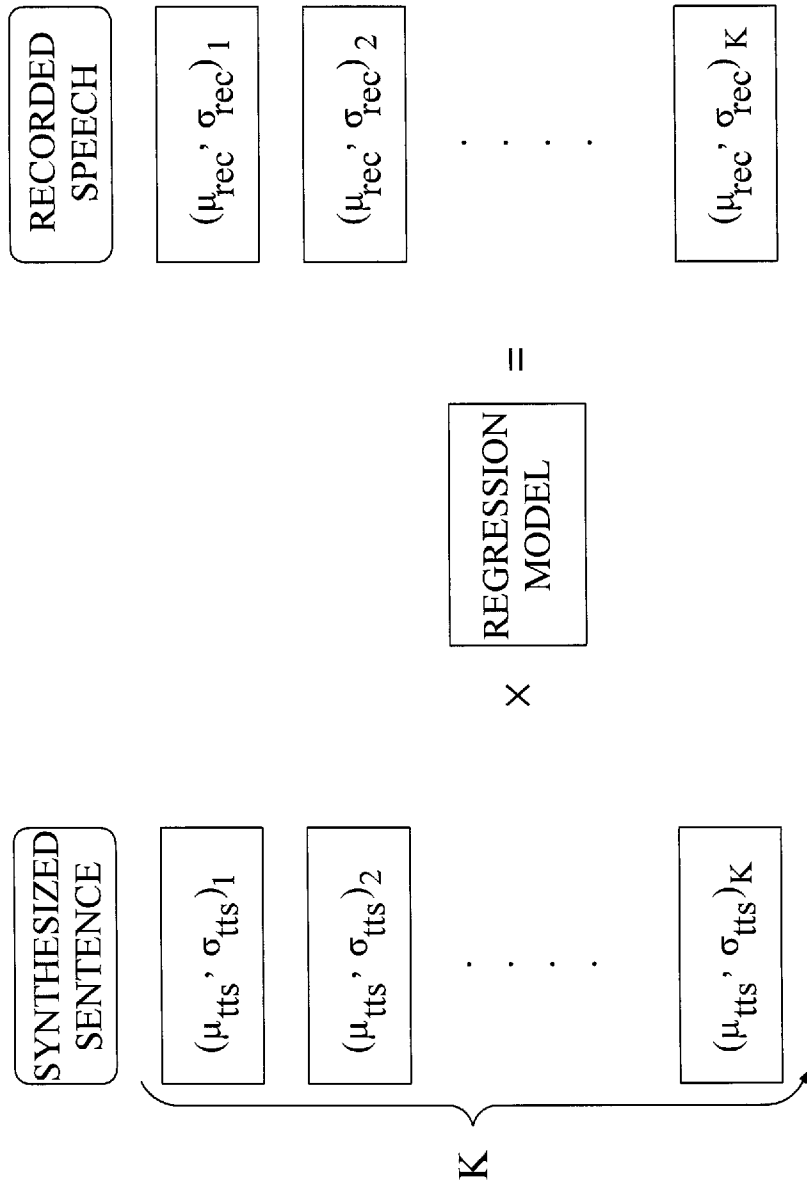 SYNTHESIZED
SENTENCE
(μtts, σtts)1
(μtts, σtts)2
. . . .
(μtts, σtts)K
K
×
REGRESSION
MODEL
=
RECORDED
SPEECH
(μrec, σrec)1
(μrec, σrec)2
. . . .
(μrec, σrec)K